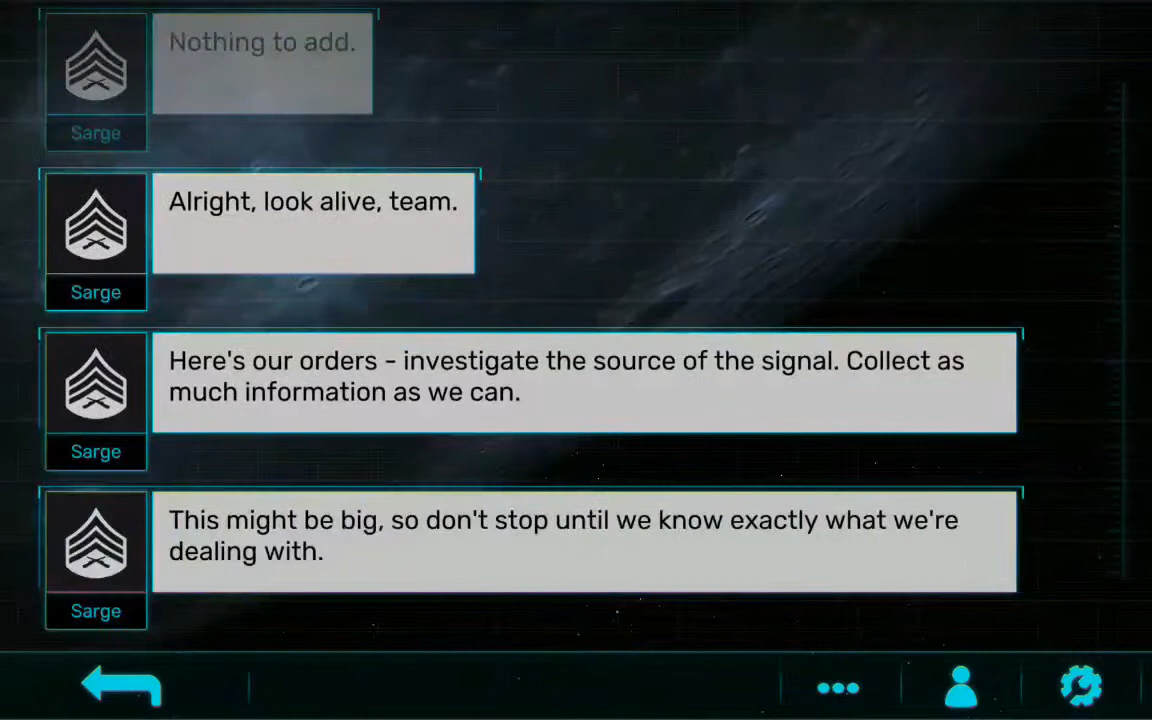 Nothing to add.
Sarge
Alright, look alive, team.
Sarge
Here's our orders - investigate the source of the signal. Collect as
much information as we can.
Sarge
This might be big, so don't stop until we know exactly what we're
dealing with.
Sarge